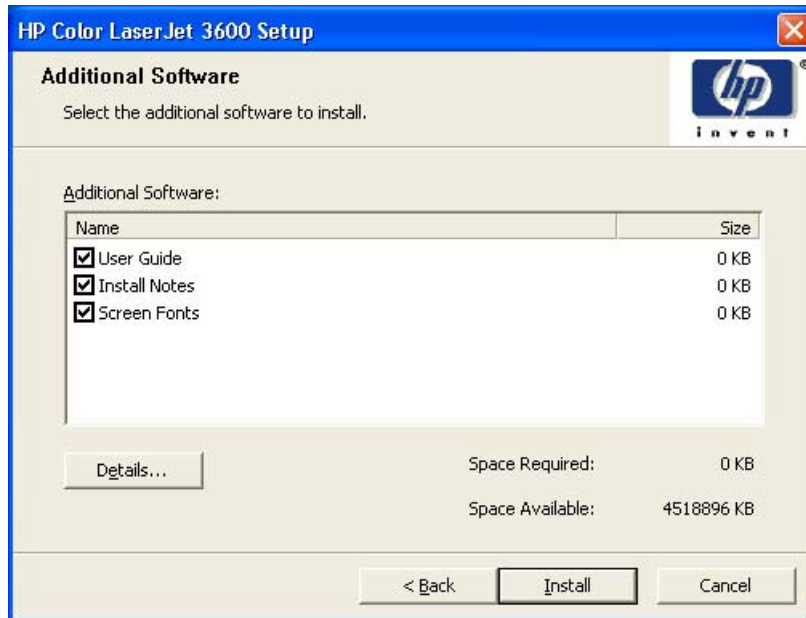 HP Color LaserJet 3600 Setup
Additional Software
Select the additional software to install.
hp
®
invent
Additional Software:
Name Size
User Guide 0 KB
Install Notes 0 KB
Screen Fonts 0 KB
Details... Space Required: 0 KB
Space Available: 4518896 KB
< Back Install Cancel